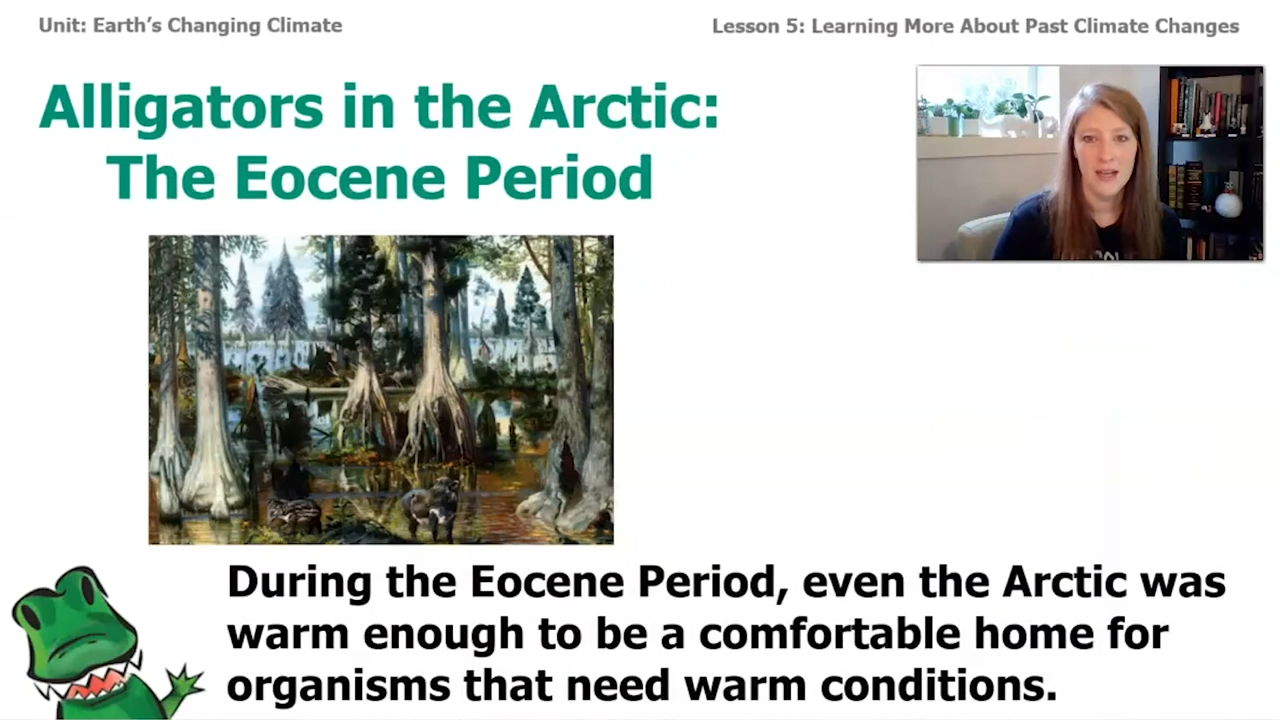 Unit: Earth’s Changing Climate
Lesson 5: Learning More About Past Climate Changes
Alligators in the Arctic:
The Eocene Period
During the Eocene Period, even the Arctic was
warm enough to be a comfortable home for
organisms that need warm conditions.